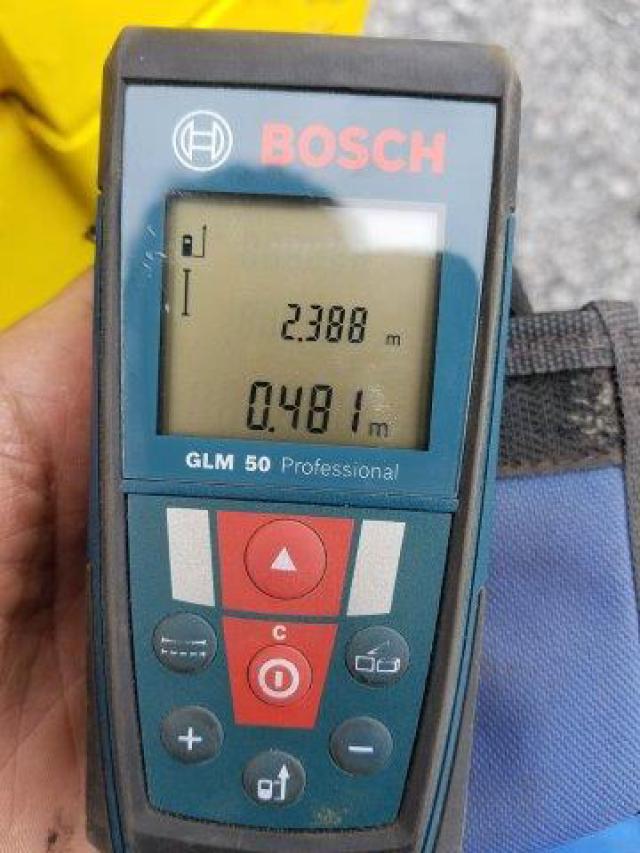 BOSCH
2.388 m
0.481 m
GLM 50 Professional
C
+
−